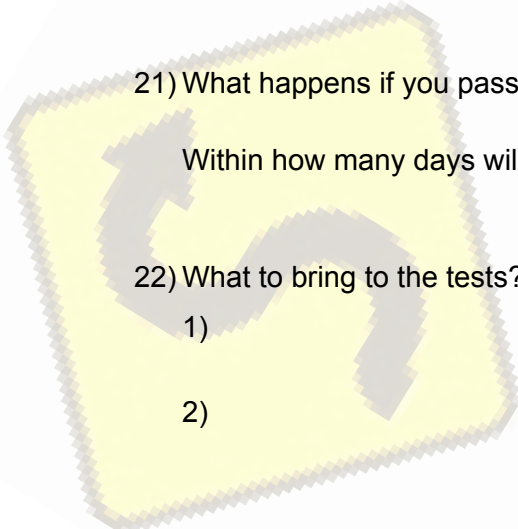 21) What happens if you pass
Within how many days wil
22) What to bring to the tests?
1)
2)